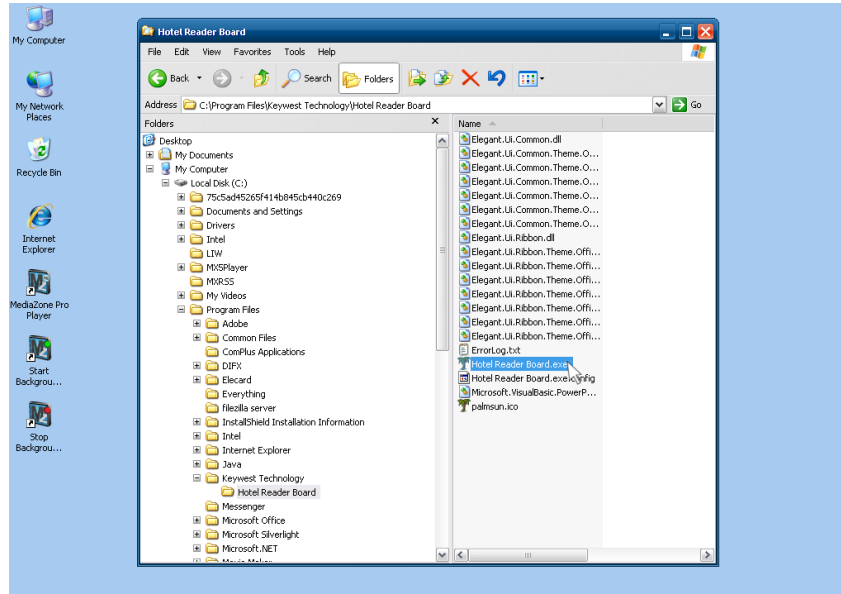 My Computer
My Network
Places
Recycle Bin
Internet
Explorer
MediaZone Pro
Player
Start
Backgrou...
Stop
Backgrou...
Hotel Reader Board
File Edit View Favorites Tools Help
Back Search Folders
Address C:\Program Files\Keywest Technology\Hotel Reader Board Go
Folders
Desktop
My Documents
My Computer
Local Disk (C:)
75c5ad45265f414b845cb440c269
Documents and Settings
Drivers
Intel
LIW
MXSPlayer
MXRSS
My Videos
Program Files
Adobe
Common Files
ComPlus Applications
DIFX
Elecard
Everything
filezilla server
InstallShield Installation Information
Intel
Internet Explorer
Java
Keywest Technology
Hotel Reader Board
Messenger
Microsoft Office
Microsoft Silverlight
Microsoft.NET
Movie Maker
Name
Elegant.Ui.Common.dll
Elegant.Ui.Common.Theme.O...
Elegant.Ui.Common.Theme.O...
Elegant.Ui.Common.Theme.O...
Elegant.Ui.Common.Theme.O...
Elegant.Ui.Common.Theme.O...
Elegant.Ui.Common.Theme.O...
Elegant.Ui.Ribbon.dll
Elegant.Ui.Ribbon.Theme.Offi...
Elegant.Ui.Ribbon.Theme.Offi...
Elegant.Ui.Ribbon.Theme.Offi...
Elegant.Ui.Ribbon.Theme.Offi...
Elegant.Ui.Ribbon.Theme.Offi...
Elegant.Ui.Ribbon.Theme.Offi...
Elegant.Ui.Ribbon.Theme.Offi...
ErrorLog.txt
Hotel Reader Board.exe
Hotel Reader Board.exe.config
Microsoft.VisualBasic.PowerP...
palmsun.ico